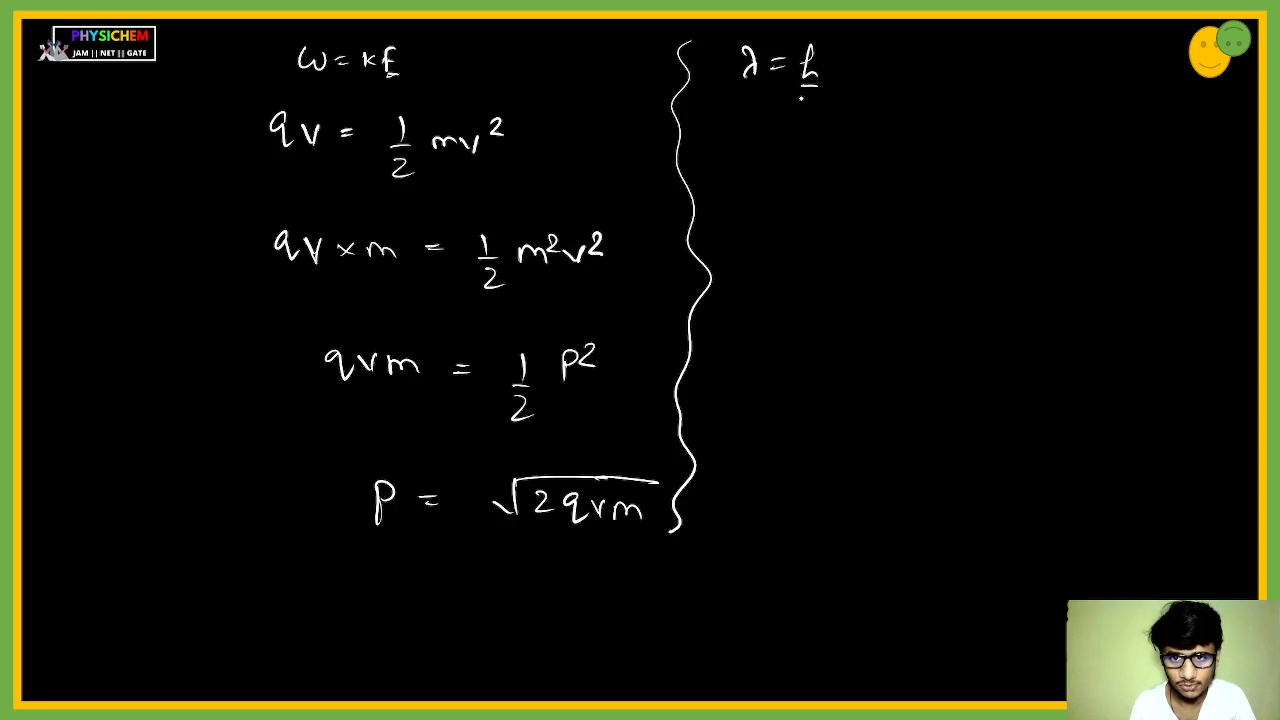 PHYSICHEM
JAM || NET || GATE
ω = KE
qv = 1/2 mv²
qv × m = 1/2 m²v²
qvm = 1/2 p²
p = √2qvm
λ = h